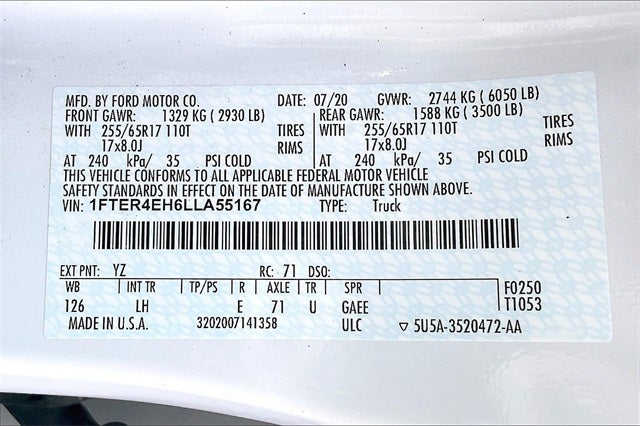 MFD. BY FORD MOTOR CO. DATE: 07/20 GVWR: 2744 KG ( 6050 LB)
FRONT GAWR: 1329 KG ( 2930 LB) REAR GAWR: 1588 KG ( 3500 LB)
WITH 255/65R17 110T TIRES WITH 255/65R17 110T TIRES
17x8.0J RIMS 17x8.0J RIMS
AT 240 kPa/ 35 PSI COLD AT 240 kPa/ 35 PSI COLD
THIS VEHICLE CONFORMS TO ALL APPLICABLE FEDERAL MOTOR VEHICLE
SAFETY STANDARDS IN EFFECT ON THE DATE OF MANUFACTURE SHOWN ABOVE.
VIN: 1FTER4EH6LLA55167 TYPE: Truck
EXT PNT: YZ RC: 71 DSO:
WB INT TR TP/PS R AXLE TR SPR F0250
126 LH E 71 U GAEE T1053
MADE IN U.S.A. 3202007141358 ULC ▽ 5U5A-3520472-AA